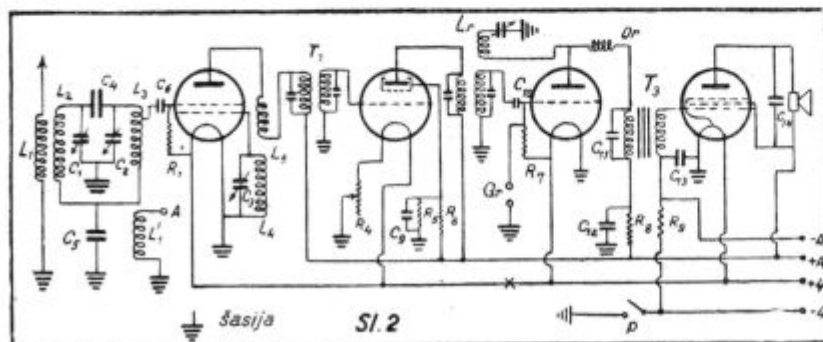 L₁
L₂
C₄
L₃
C₆
C₁
C₂
C₅
L₁'
A
R₁
C₃
L₄
L₅
T₁
R₄
C₉
R₅
R₆
Lr
Gr
R₇
Dr
C₁₁
C₁₂
R₈
T₃
C₁₃
R₉
C₁₄
-A
+A
šasija
Sl. 2
p